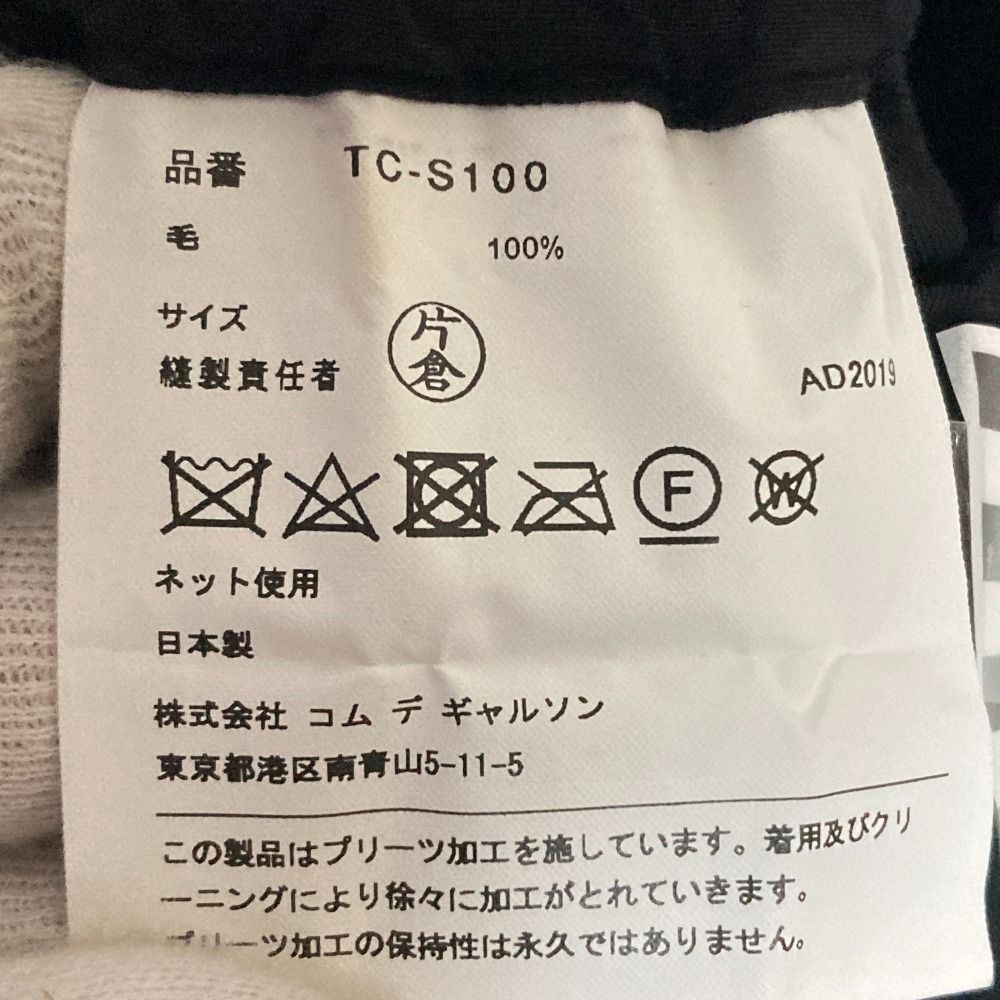 品番 TC-S100
毛 100%
サイズ
片倉
縫製責任者
AD2019
F W
ネット使用
日本製
株式会社 コム デ ギャルソン
東京都港区南青山5-11-5
この製品はプリーツ加工を施しています。着用及びクリ
ーニングにより徐々に加工がとれていきます。
プリーツ加工の保持性は永久ではありません。